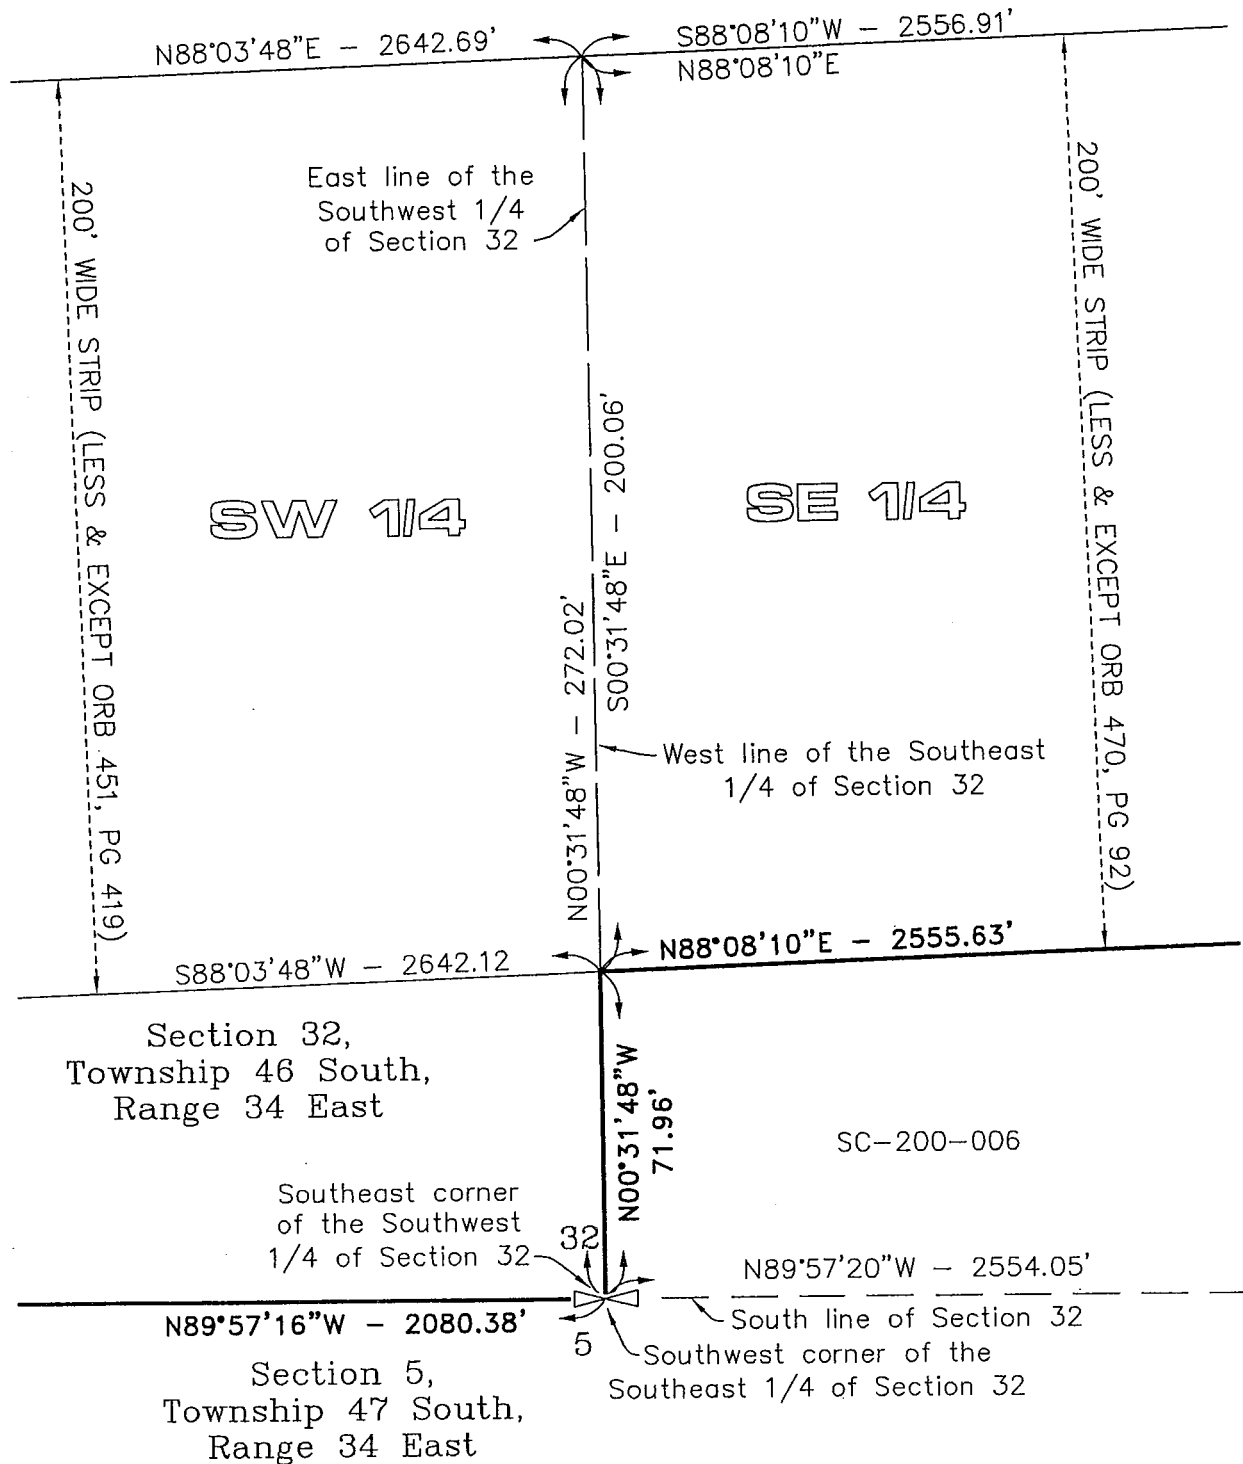 N88°03'48"E – 2642.69'
S88°08'10"W – 2556.91'
N88°08'10"E
East line of the
Southwest 1/4
of Section 32
200' WIDE STRIP (LESS & EXCEPT ORB 451, PG 419)
200' WIDE STRIP (LESS & EXCEPT ORB 470, PG 92)
SW 1/4
SE 1/4
N00°31'48"W – 272.02'
S00°31'48"E – 200.06'
West line of the Southeast
1/4 of Section 32
S88°03'48"W – 2642.12
N88°08'10"E – 2555.63'
Section 32,
Township 46 South,
Range 34 East
N00°31'48"W
71.96'
SC–200–006
Southeast corner
of the Southwest
1/4 of Section 32
32
N89°57'20"W – 2554.05'
South line of Section 32
N89°57'16"W – 2080.38'
5
Southwest corner of the
Southeast 1/4 of Section 32
Section 5,
Township 47 South,
Range 34 East